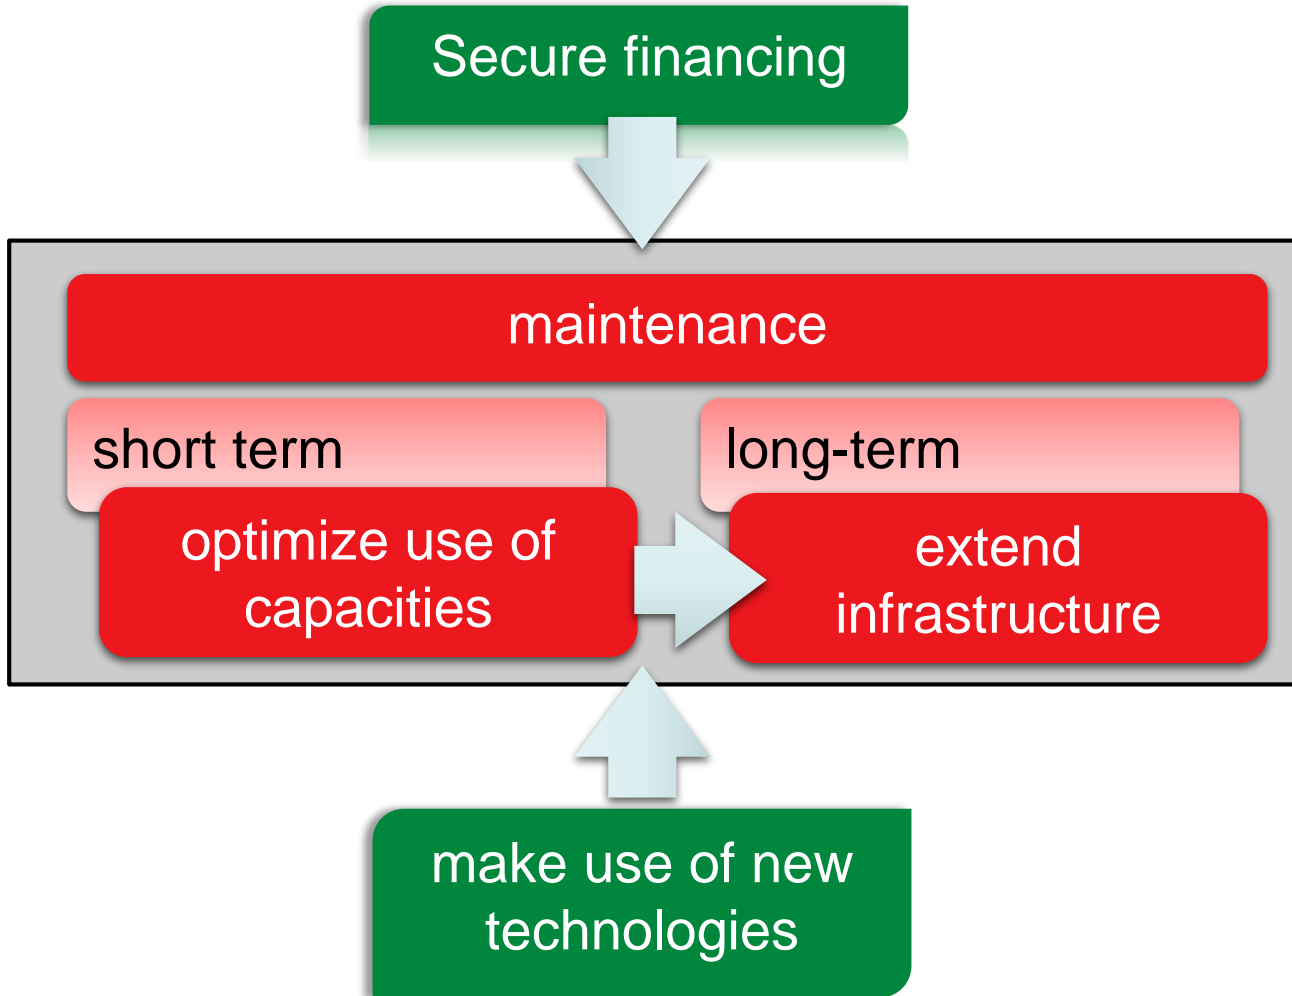 Secure financing
maintenance
short term
long-term
optimize use of
capacities
extend
infrastructure
make use of new
technologies